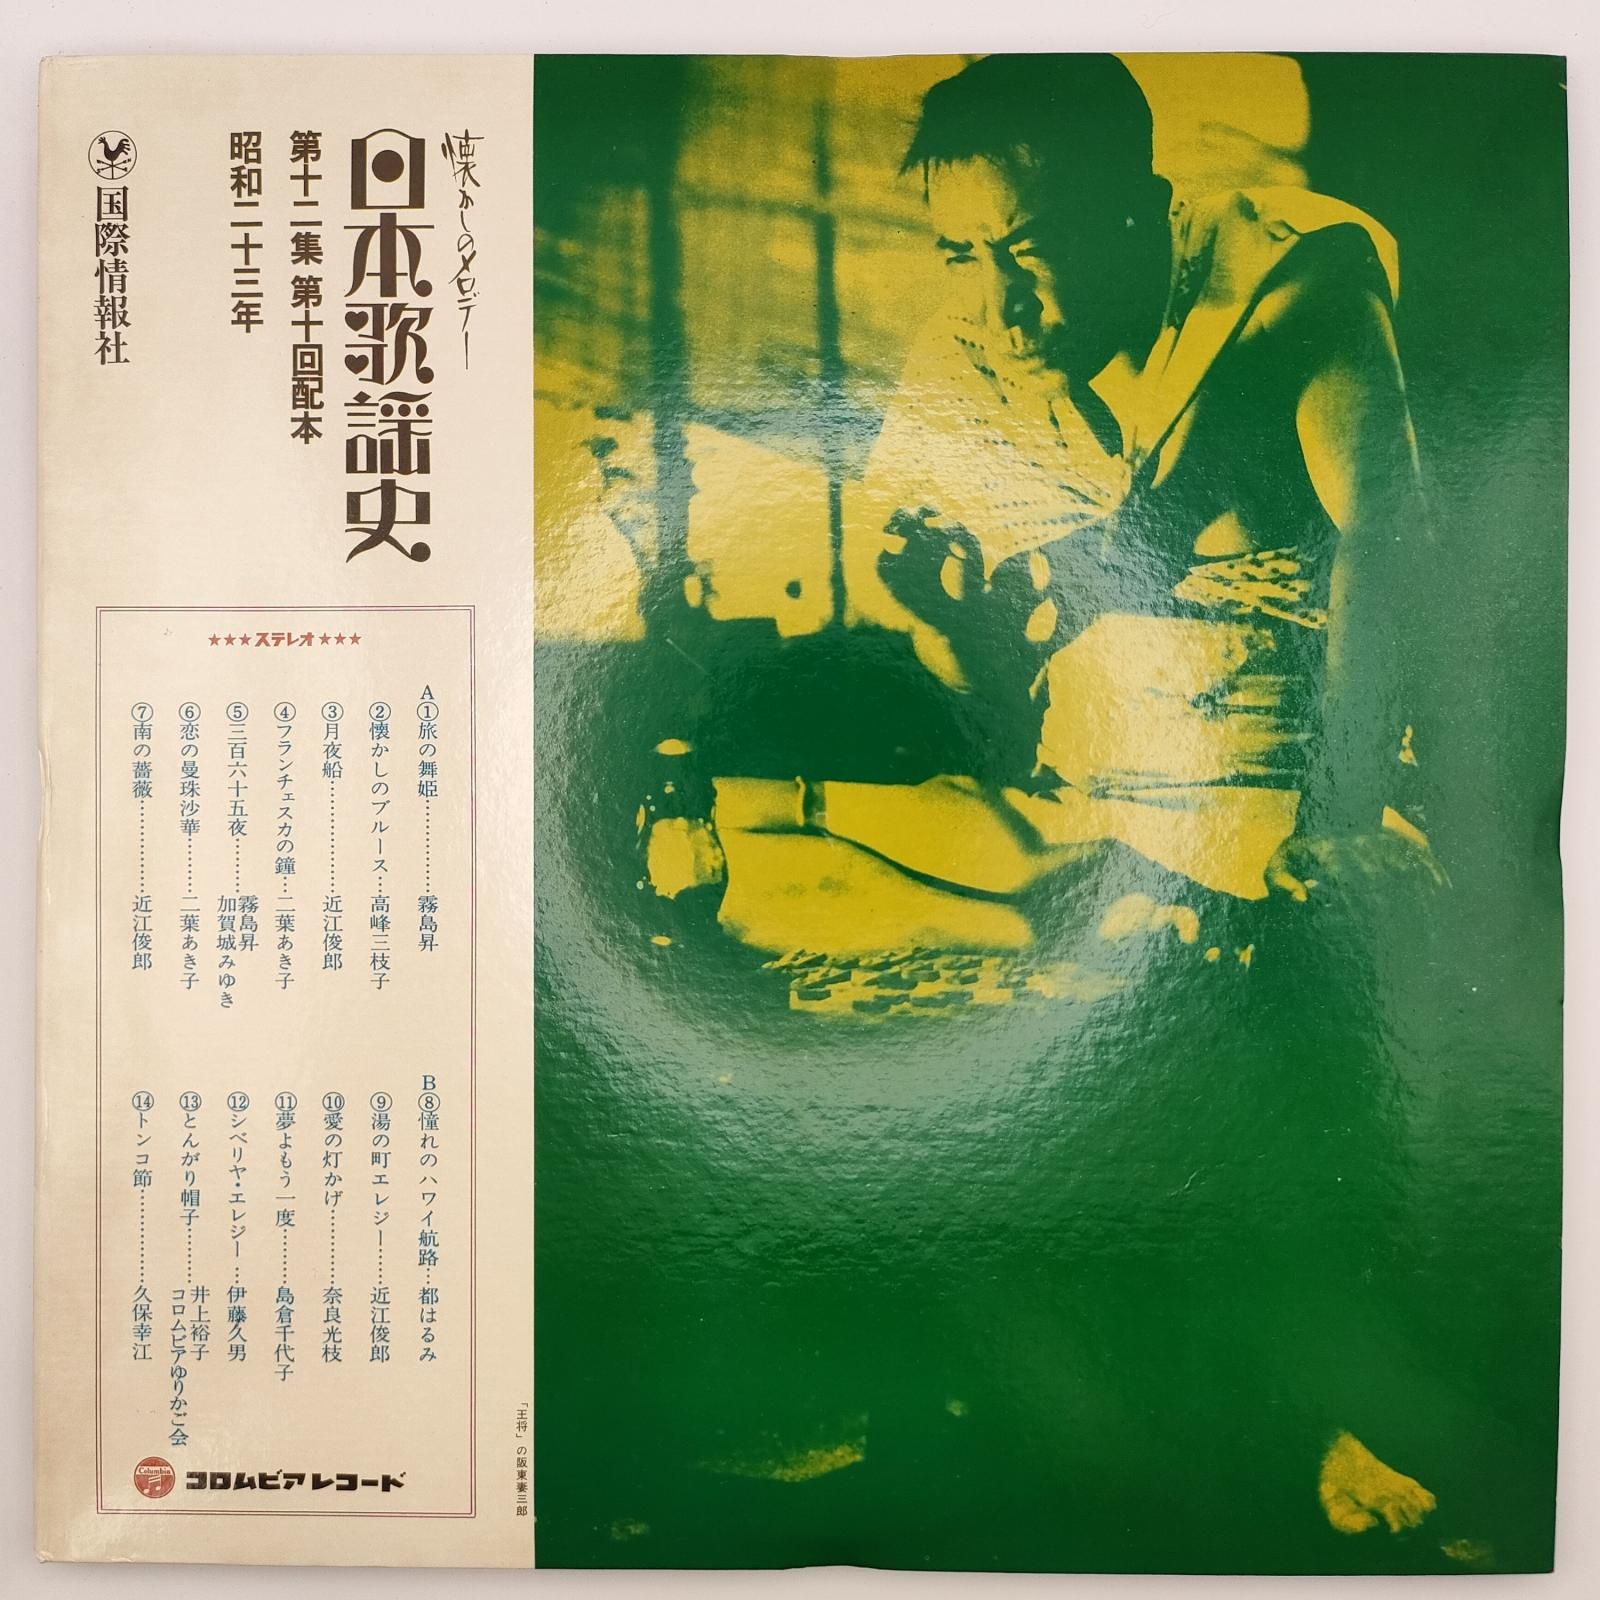 懐かしのメロデー
日本歌謡史
第十二集 第十回配本
昭和二十三年
国際情報社
★★★ステレオ★★★
A
①旅の舞姫…………霧島昇
②懐かしのブルース…高峰三枝子
③月夜船…………近江俊郎
④フランチェスカの鐘…二葉あき子
⑤三百六十五夜………霧島昇
加賀城みゆき
⑥恋の曼珠沙華………二葉あき子
⑦南の薔薇…………近江俊郎
B
⑧憧れのハワイ航路…都はるみ
⑨湯の町エレジー……近江俊郎
⑩愛の灯かげ…………奈良光枝
⑪夢よもう一度………島倉千代子
⑫シベリヤ・エレジー…伊藤久男
⑬とんがり帽子………井上裕子
コロムビアゆりかご会
⑭トンコ節…………久保幸江
Columbia
コロムビアレコード
「王将」の阪東妻三郎